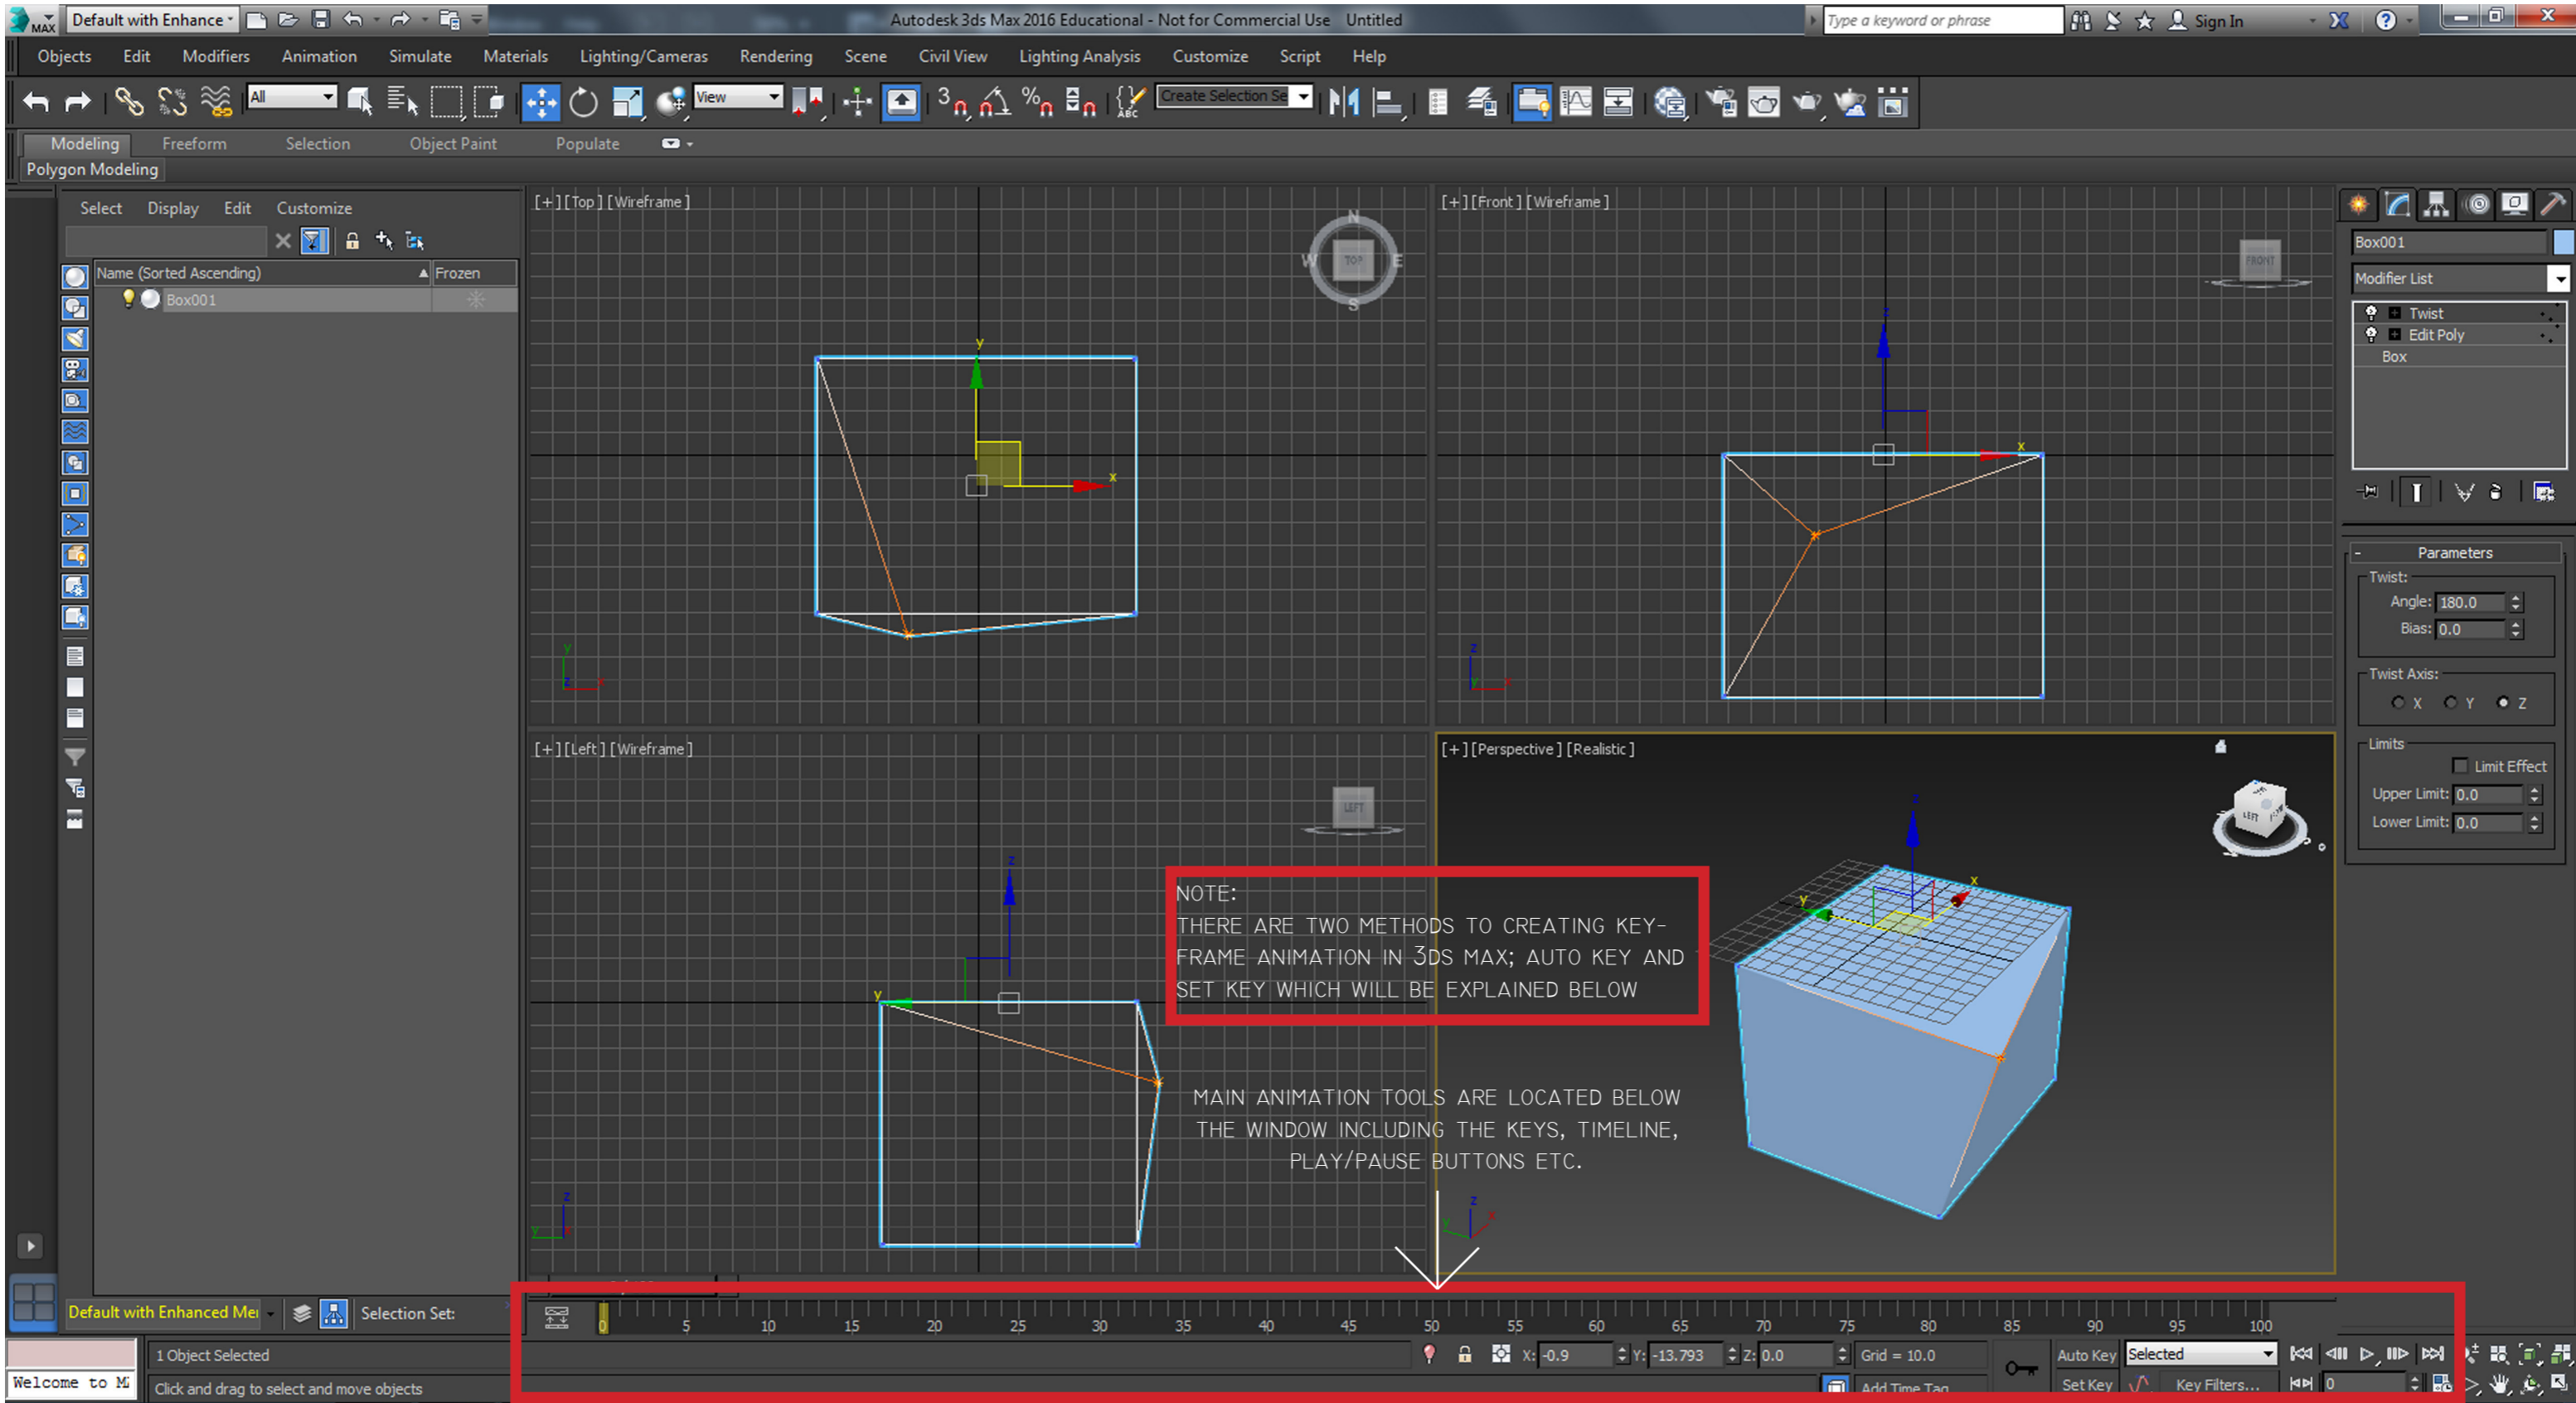 MAX Default with Enhance Autodesk 3ds Max 2016 Educational - Not for Commercial Use Untitled Type a keyword or phrase Sign In
Objects Edit Modifiers Animation Simulate Materials Lighting/Cameras Rendering Scene Civil View Lighting Analysis Customize Script Help
All View 3 % ABC Create Selection Se
Modeling Freeform Selection Object Paint Populate
Polygon Modeling
Select Display Edit Customize
Name (Sorted Ascending) Frozen
Box001
[+][Top][Wireframe]
N
W TOP E
S
y
x
y
z x
[+][Front][Wireframe]
FRONT
z
x
z
y x
Box001
Modifier List
Twist
Edit Poly
Box
- Parameters
Twist:
Angle: 180.0
Bias: 0.0
Twist Axis:
X Y Z
Limits
Limit Effect
Upper Limit: 0.0
Lower Limit: 0.0
[+][Left][Wireframe]
LEFT
z
y
z
y x
[+][Perspective][Realistic]
LEFT
z
x
y
z
y x
NOTE:
THERE ARE TWO METHODS TO CREATING KEY-
FRAME ANIMATION IN 3DS MAX; AUTO KEY AND
SET KEY WHICH WILL BE EXPLAINED BELOW
MAIN ANIMATION TOOLS ARE LOCATED BELOW
THE WINDOW INCLUDING THE KEYS, TIMELINE,
PLAY/PAUSE BUTTONS ETC.
Default with Enhanced Mei Selection Set:
0 5 10 15 20 25 30 35 40 45 50 55 60 65 70 75 80 85 90 95 100
1 Object Selected X: -0.9 Y: -13.793 Z: 0.0 Grid = 10.0 Auto Key Selected
Welcome to M Click and drag to select and move objects Add Time Tag Set Key Key Filters... 0